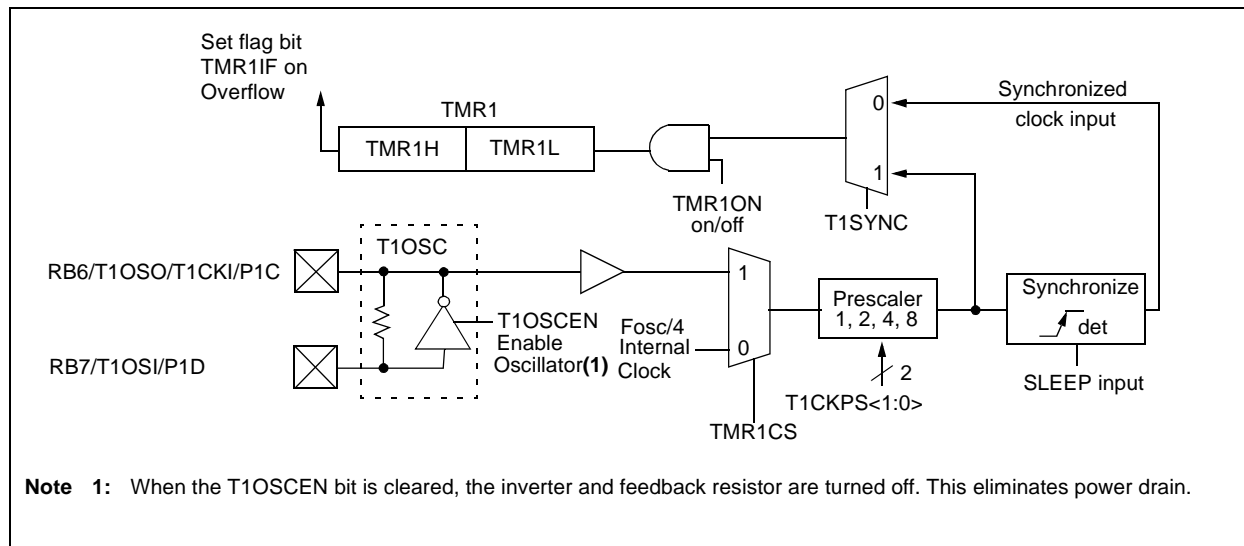 Set flag bit
TMR1IF on
Overflow
TMR1
TMR1H
TMR1L
TMR1ON
on/off
0
1
T1SYNC
Synchronized
clock input
RB6/T1OSO/T1CKI/P1C
RB7/T1OSI/P1D
T1OSC
T1OSCEN
Enable
Oscillator(1)
Fosc/4
Internal
Clock
1
0
TMR1CS
Prescaler
1, 2, 4, 8
2
T1CKPS<1:0>
Synchronize
det
SLEEP input
Note 1: When the T1OSCEN bit is cleared, the inverter and feedback resistor are turned off. This eliminates power drain.